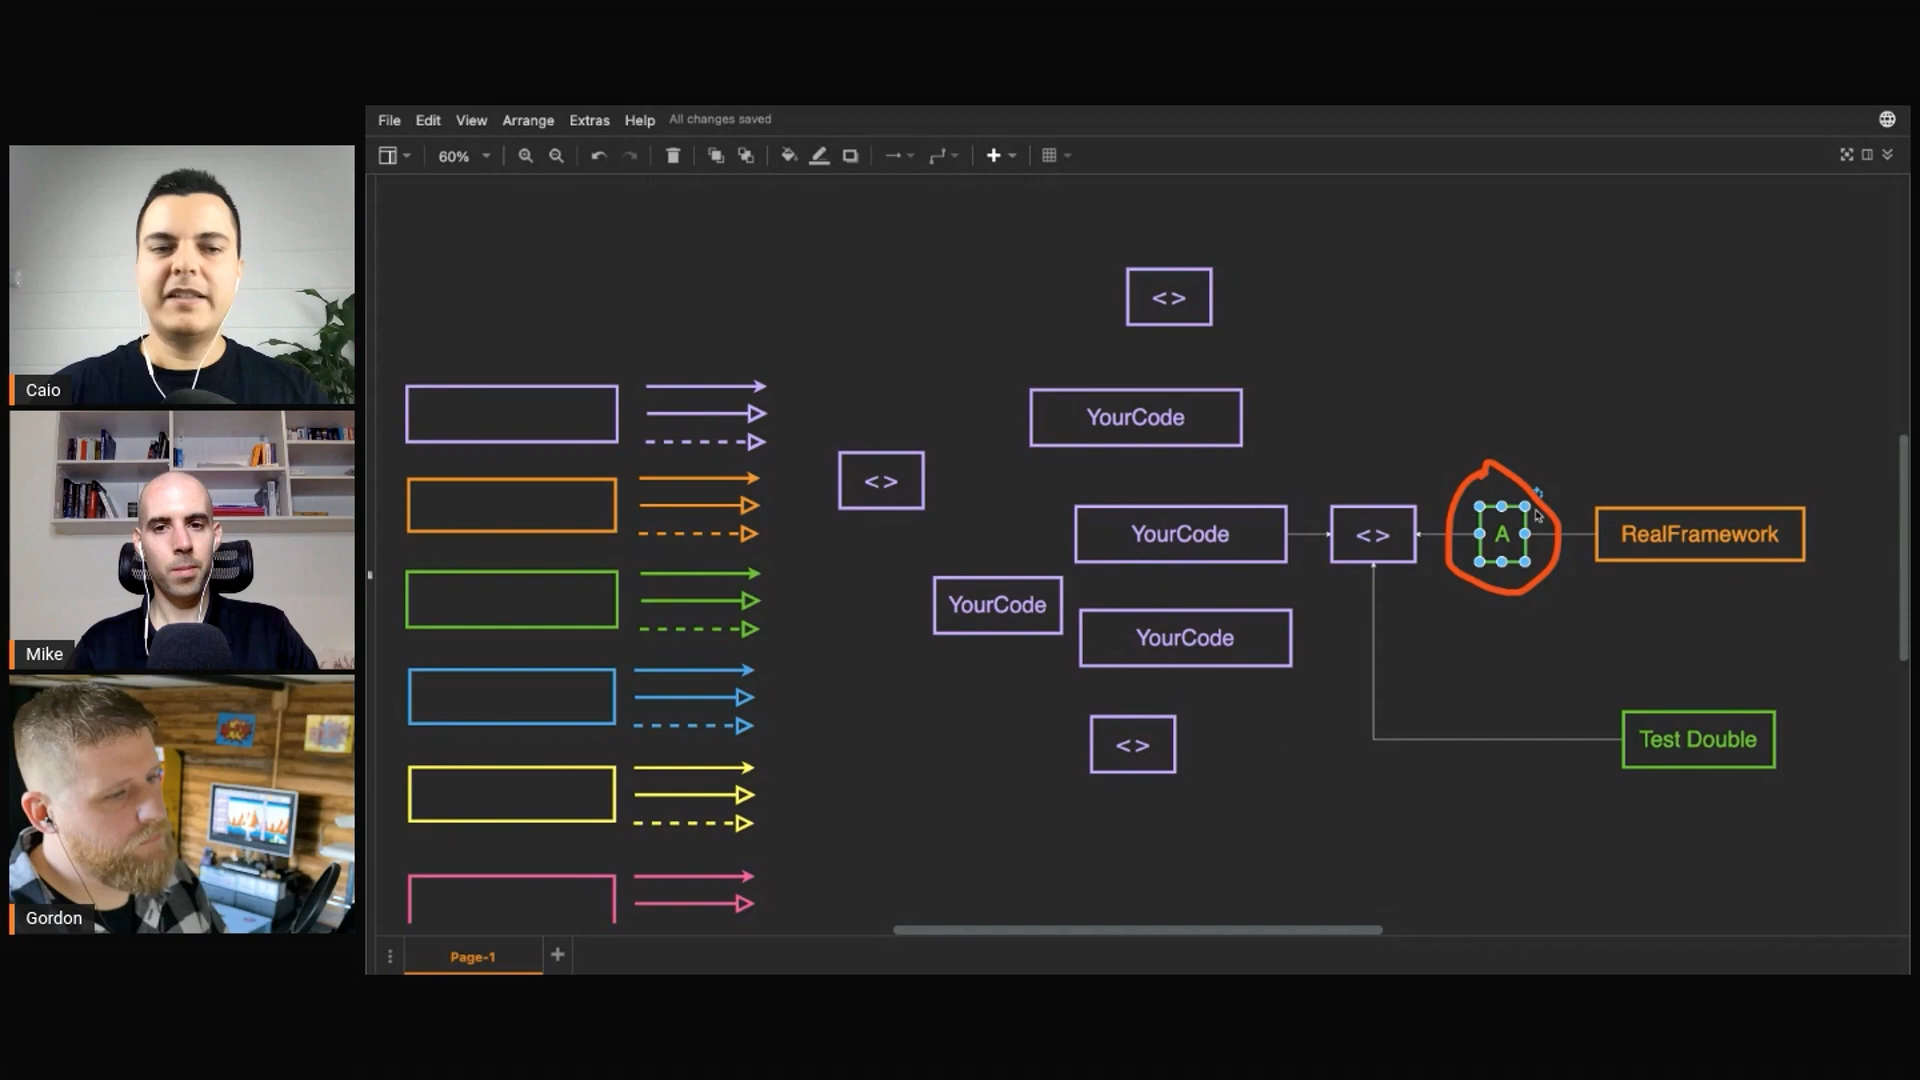 File Edit View Arrange Extras Help All changes saved
60%
< >
YourCode
< >
YourCode
< >
A
RealFramework
YourCode
YourCode
< >
Test Double
Page-1
Caio
Mike
Gordon